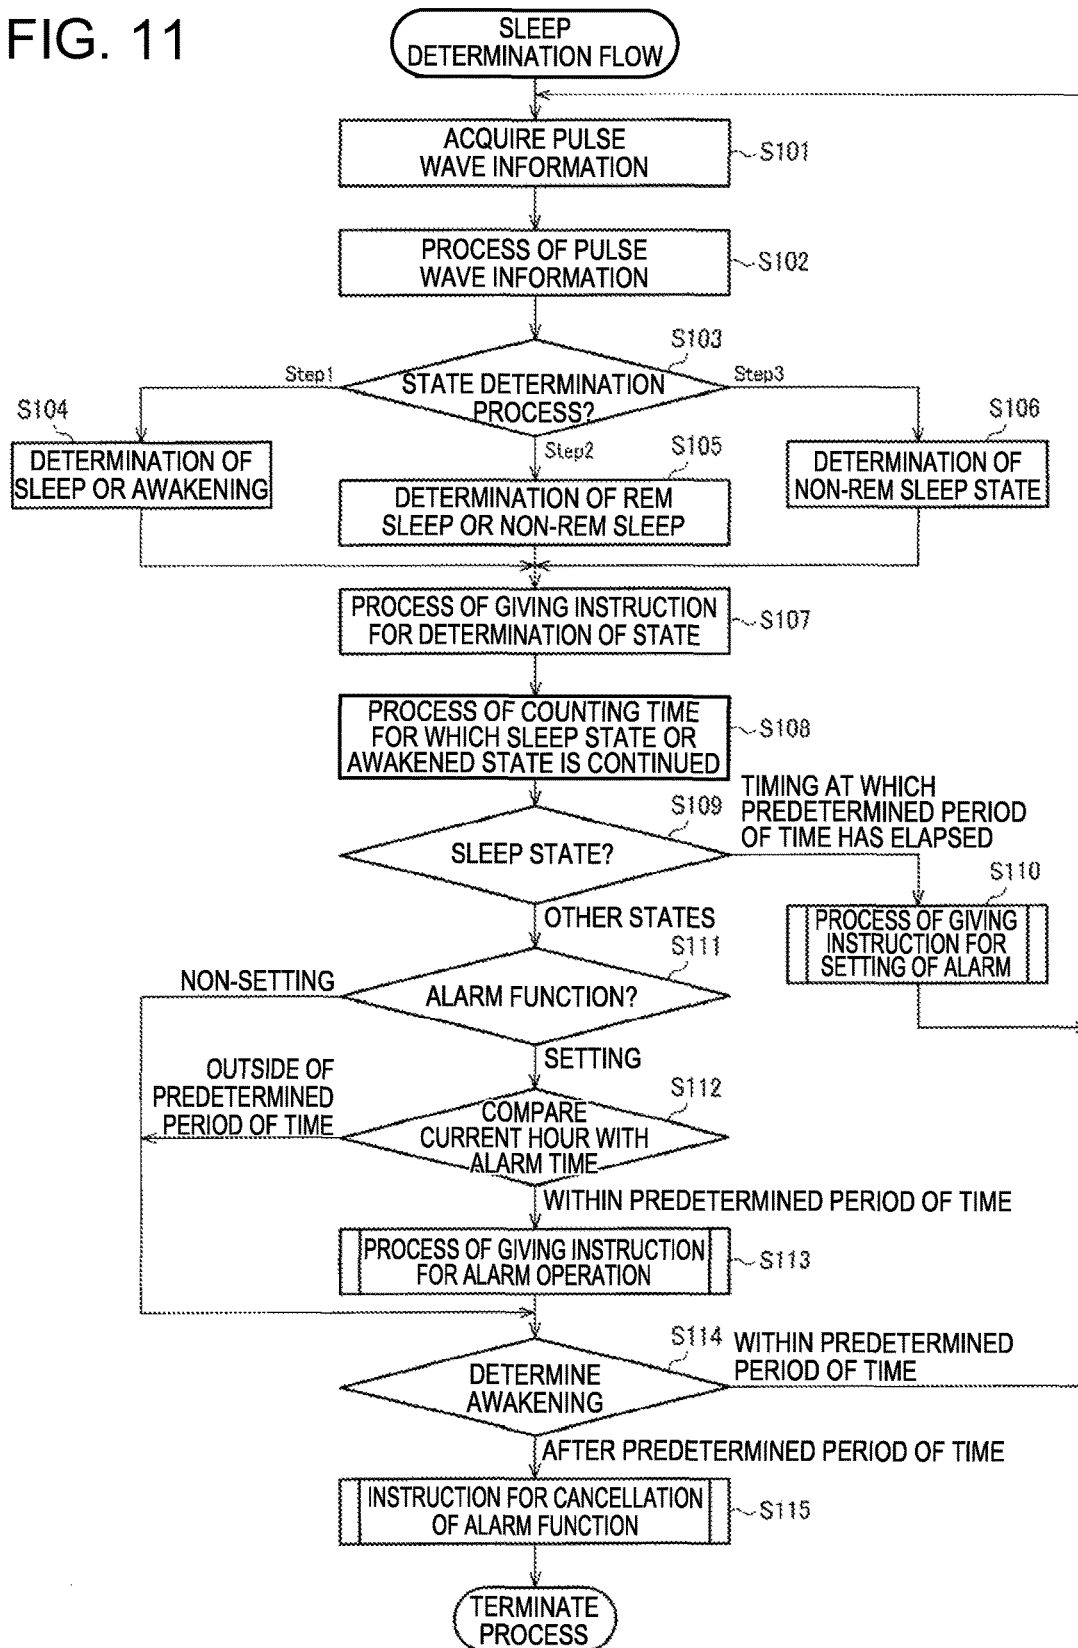 FIG. 11
SLEEP
DETERMINATION FLOW
ACQUIRE PULSE
WAVE INFORMATION
S101
PROCESS OF PULSE
WAVE INFORMATION
S102
S103
Step1
STATE DETERMINATION
PROCESS?
Step3
Step2
S104
DETERMINATION OF
SLEEP OR AWAKENING
S105
DETERMINATION OF REM
SLEEP OR NON-REM SLEEP
S106
DETERMINATION OF
NON-REM SLEEP STATE
PROCESS OF GIVING INSTRUCTION
FOR DETERMINATION OF STATE
S107
PROCESS OF COUNTING TIME
FOR WHICH SLEEP STATE OR
AWAKENED STATE IS CONTINUED
S108
S109
SLEEP STATE?
TIMING AT WHICH
PREDETERMINED PERIOD
OF TIME HAS ELAPSED
S110
PROCESS OF GIVING
INSTRUCTION FOR
SETTING OF ALARM
OTHER STATES
S111
NON-SETTING
ALARM FUNCTION?
SETTING
OUTSIDE OF
PREDETERMINED
PERIOD OF TIME
S112
COMPARE
CURRENT HOUR WITH
ALARM TIME
WITHIN PREDETERMINED PERIOD OF TIME
PROCESS OF GIVING INSTRUCTION
FOR ALARM OPERATION
S113
S114
DETERMINE
AWAKENING
WITHIN PREDETERMINED
PERIOD OF TIME
AFTER PREDETERMINED PERIOD OF TIME
INSTRUCTION FOR CANCELLATION
OF ALARM FUNCTION
S115
TERMINATE
PROCESS